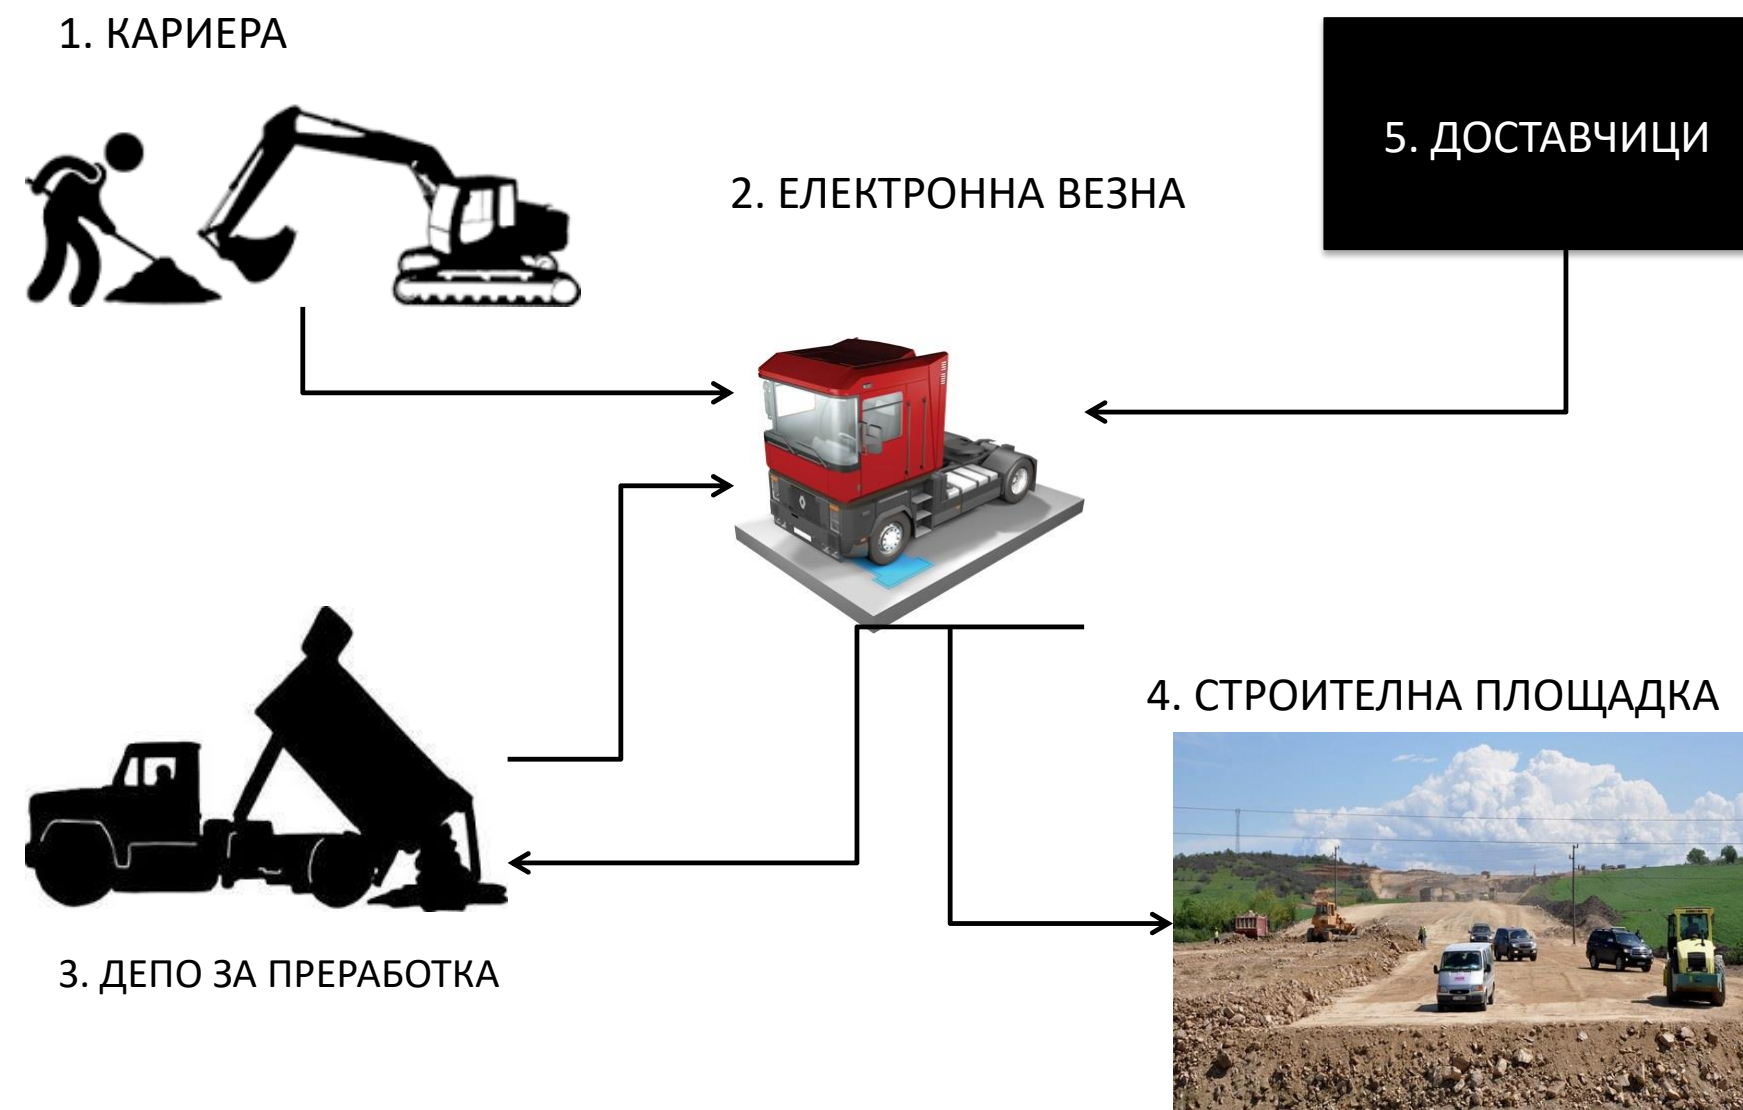 1. КАРИЕРА
5. ДОСТАВЧИЦИ
2. ЕЛЕКТРОННА ВЕЗНА
4. СТРОИТЕЛНА ПЛОЩАДКА
3. ДЕПО ЗА ПРЕРАБОТКА